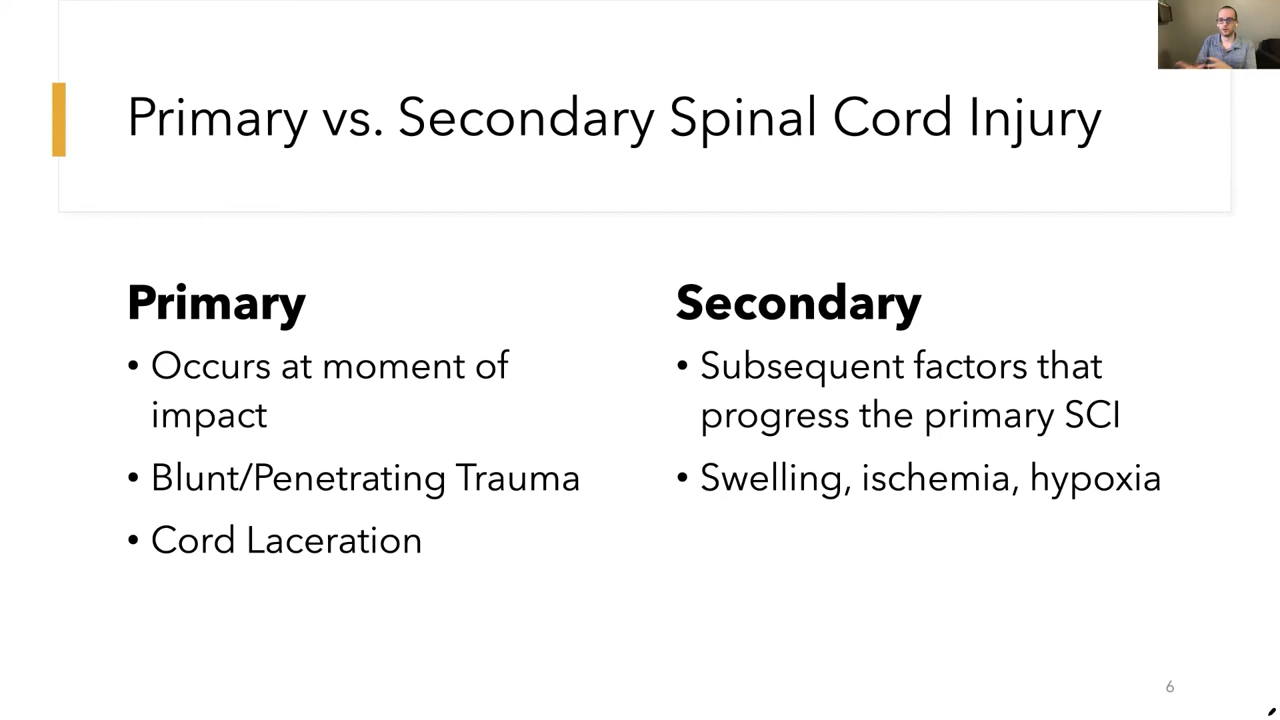 Primary vs. Secondary Spinal Cord Injury
Primary
• Occurs at moment of
impact
• Blunt/Penetrating Trauma
• Cord Laceration
Secondary
• Subsequent factors that
progress the primary SCI
• Swelling, ischemia, hypoxia
6